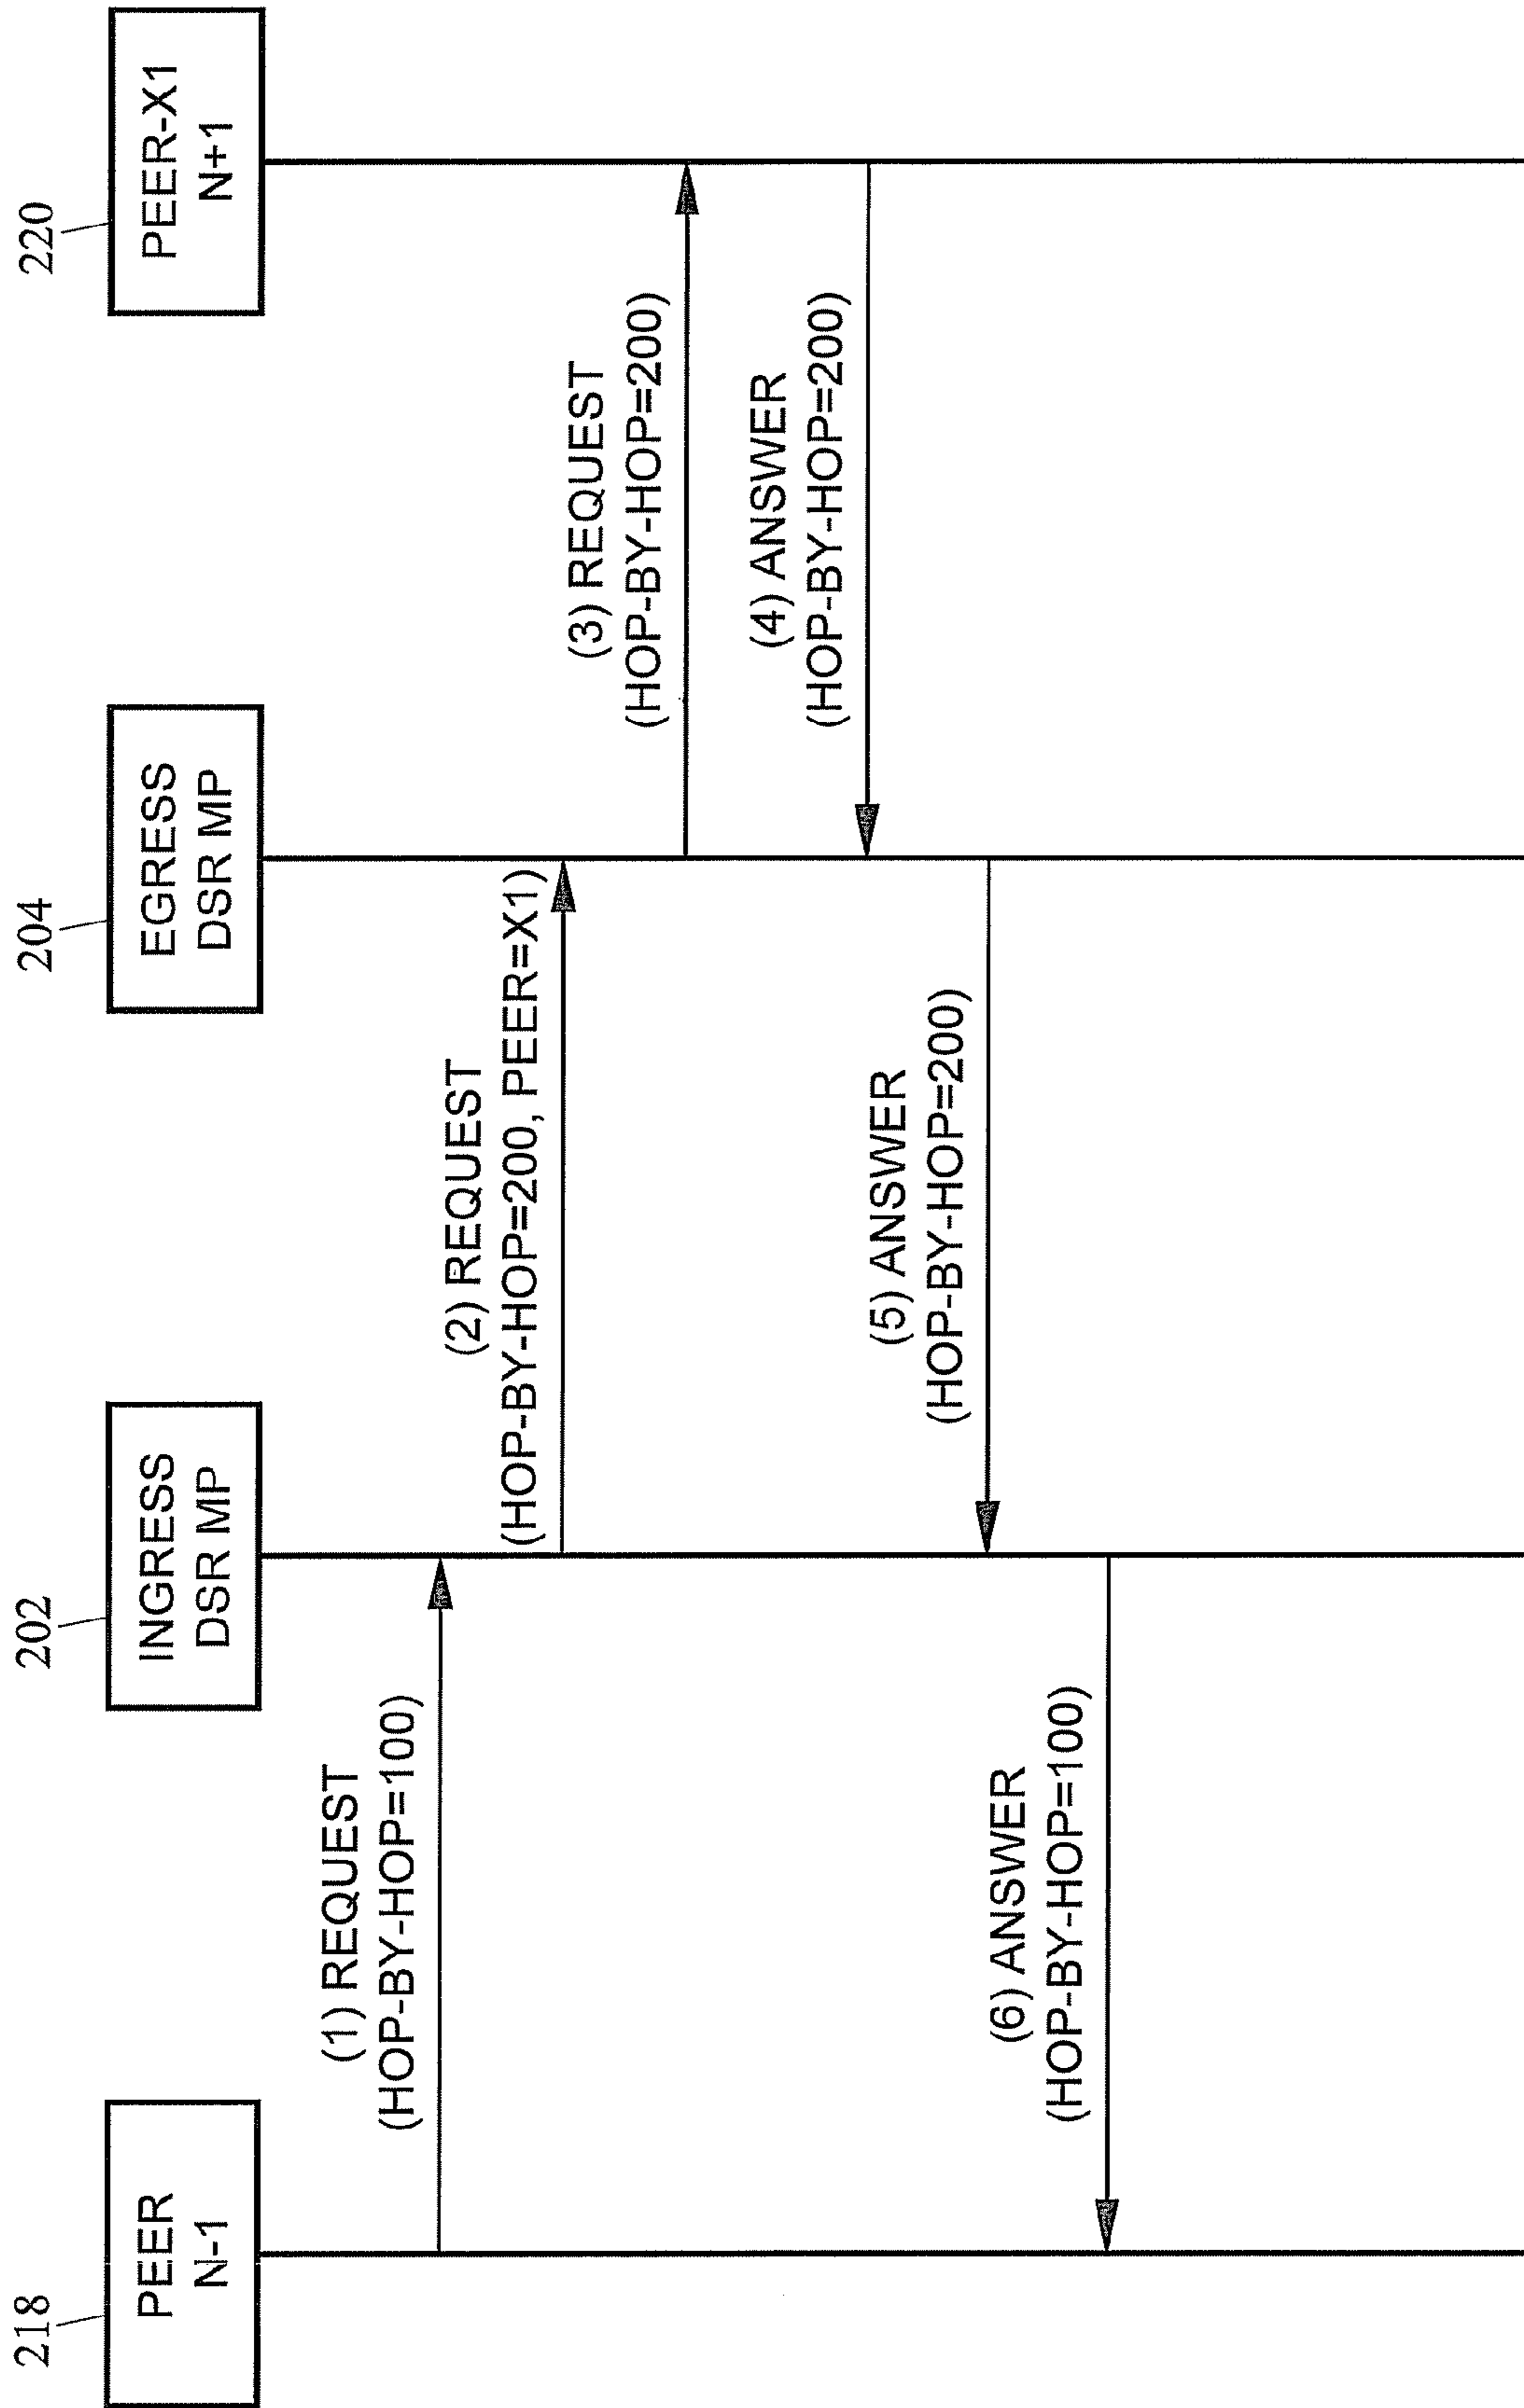 218
PEER
N-1
202
INGRESS
DSR MP
204
EGRESS
DSR MP
220
PEER-X1
N+1
(1) REQUEST
(HOP-BY-HOP=100)
(2) REQUEST
(HOP-BY-HOP=200, PEER=X1)
(3) REQUEST
(HOP-BY-HOP=200)
(4) ANSWER
(HOP-BY-HOP=200)
(5) ANSWER
(HOP-BY-HOP=200)
(6) ANSWER
(HOP-BY-HOP=100)